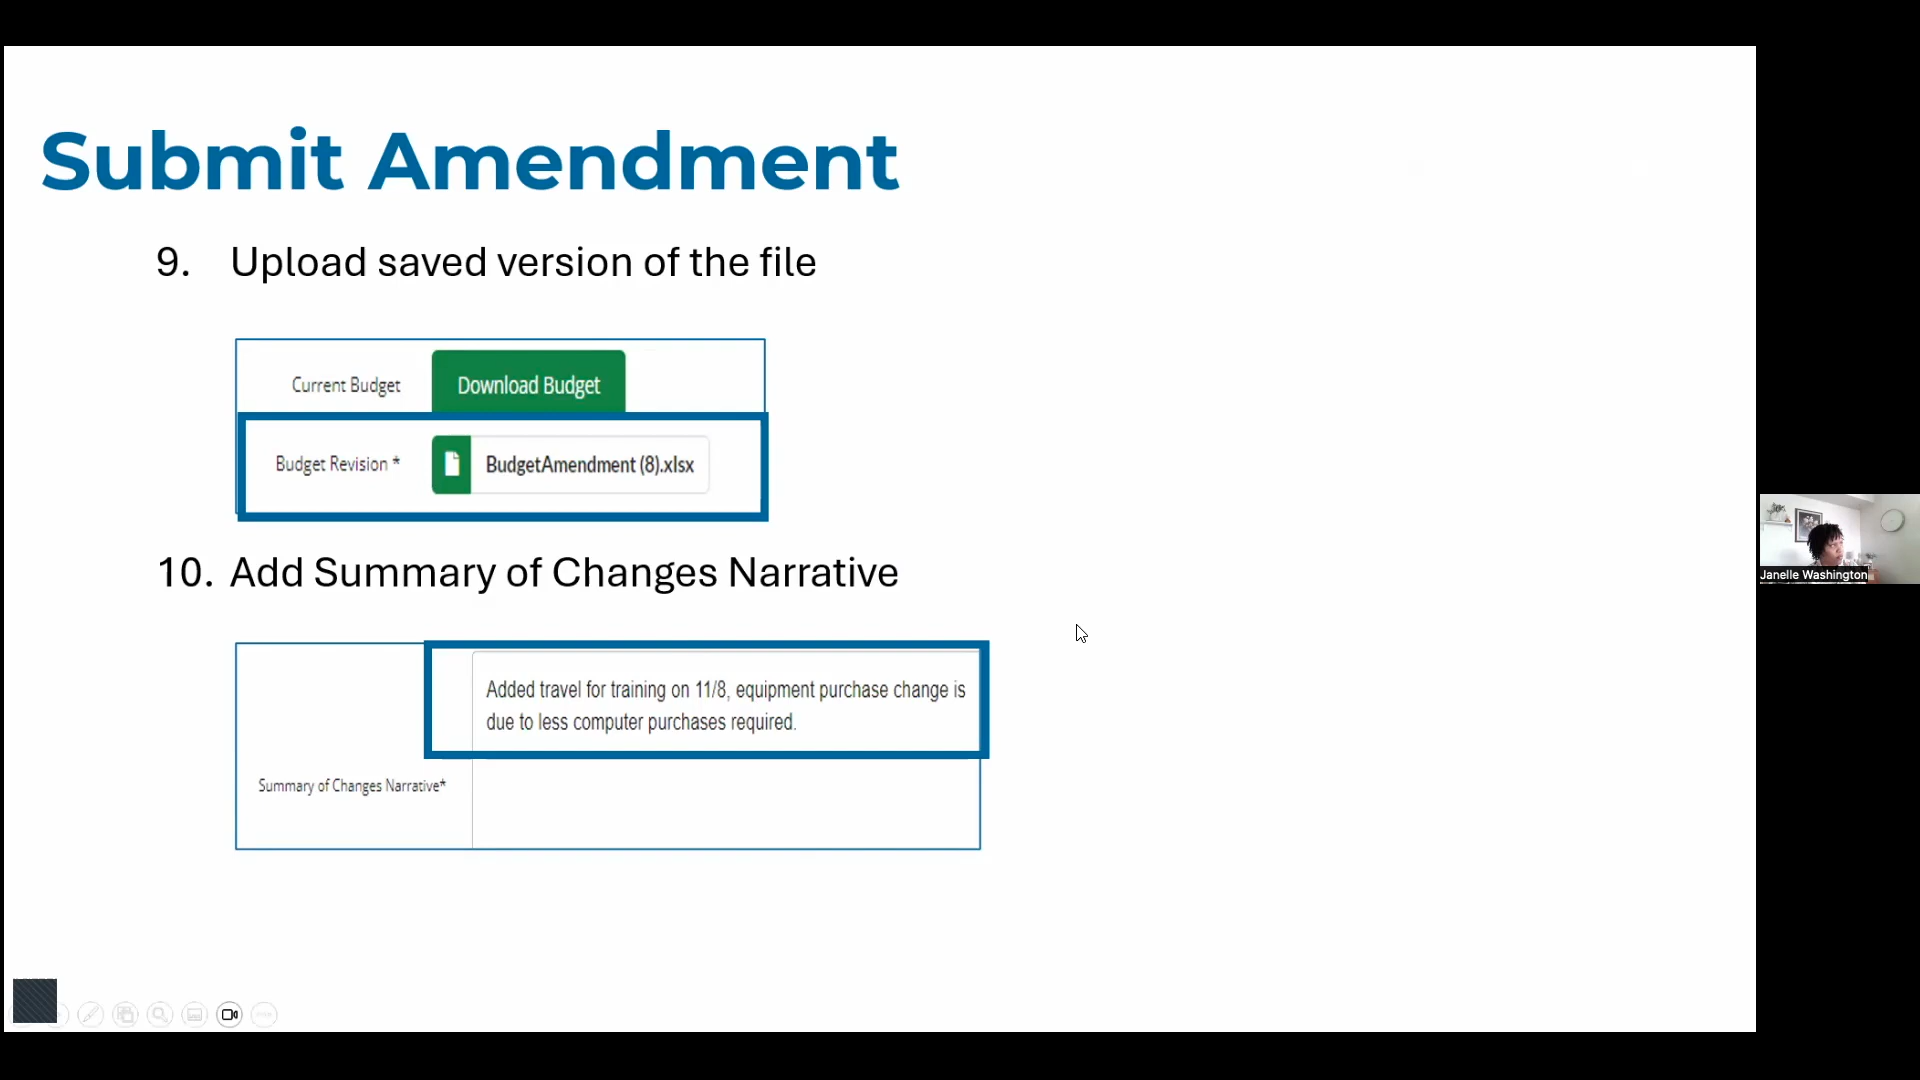 Submit Amendment
9. Upload saved version of the file
Current Budget
Download Budget
Budget Revision *
BudgetAmendment (8).xlsx
10. Add Summary of Changes Narrative
Added travel for training on 11/8, equipment purchase change is
due to less computer purchases required.
Summary of Changes Narrative*
Janelle Washington